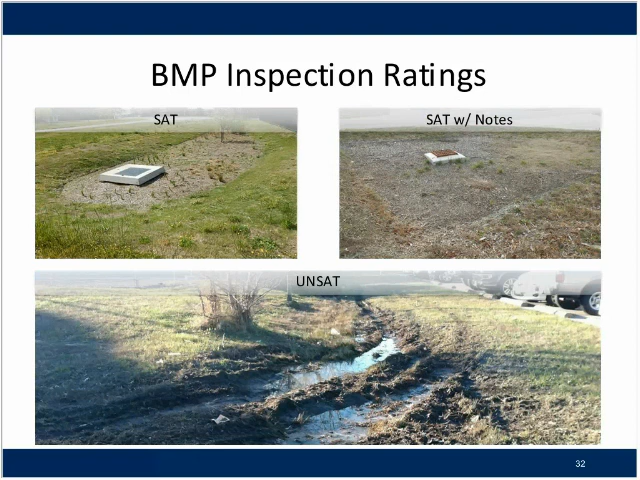 BMP Inspection Ratings
SAT
SAT w/ Notes
UNSAT
32